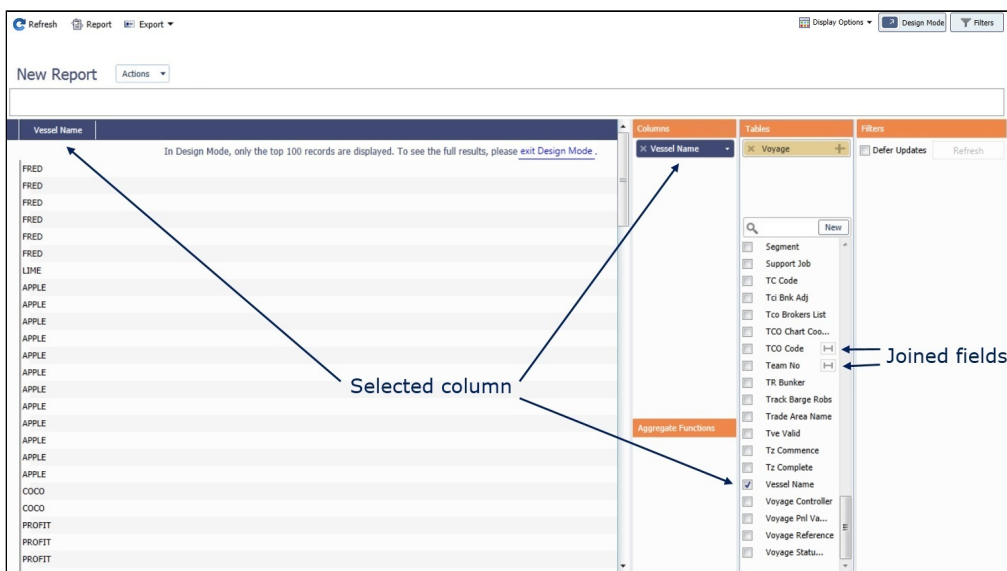 Refresh Report Export Display Options Design Mode Filters
New Report Actions
Vessel Name Columns Tables Filters
In Design Mode, only the top 100 records are displayed. To see the full results, please exit Design Mode . Vessel Name Voyage Defer Updates Refresh
FRED
FRED
FRED
FRED
FRED New
FRED Segment
LIME Support Job
APPLE TC Code
APPLE Tci Bnk Adj
APPLE Tco Brokers List
APPLE TCO Chart Coo...
APPLE TCO Code
Joined fields
APPLE Team No
APPLE TR Bunker
Selected column
APPLE Track Barge Robs
APPLE Trade Area Name
APPLE Aggregate Functions Tve Valid
APPLE Tz Commence
APPLE Tz Complete
COCO Vessel Name
COCO Voyage Controller
PROFIT Voyage Pnl Va...
PROFIT Voyage Reference
PROFIT Voyage Statu...